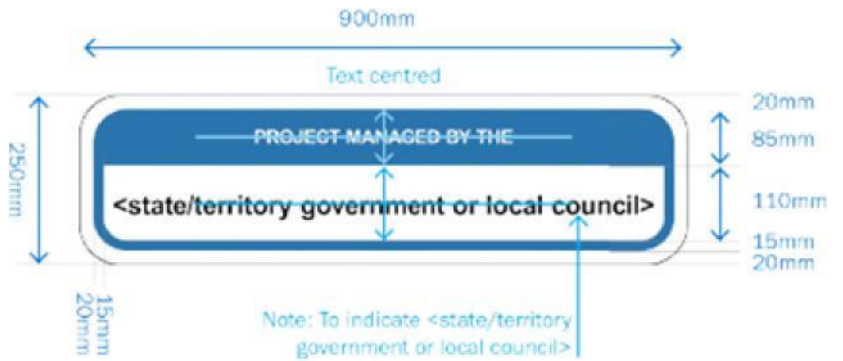 900mm
Text centred
20mm
PROJECT MANAGED BY THE
85mm
250mm
<state/territory government or local council>
110mm
15mm
20mm
15mm
20mm
Note: To indicate <state/territory
government or local council>